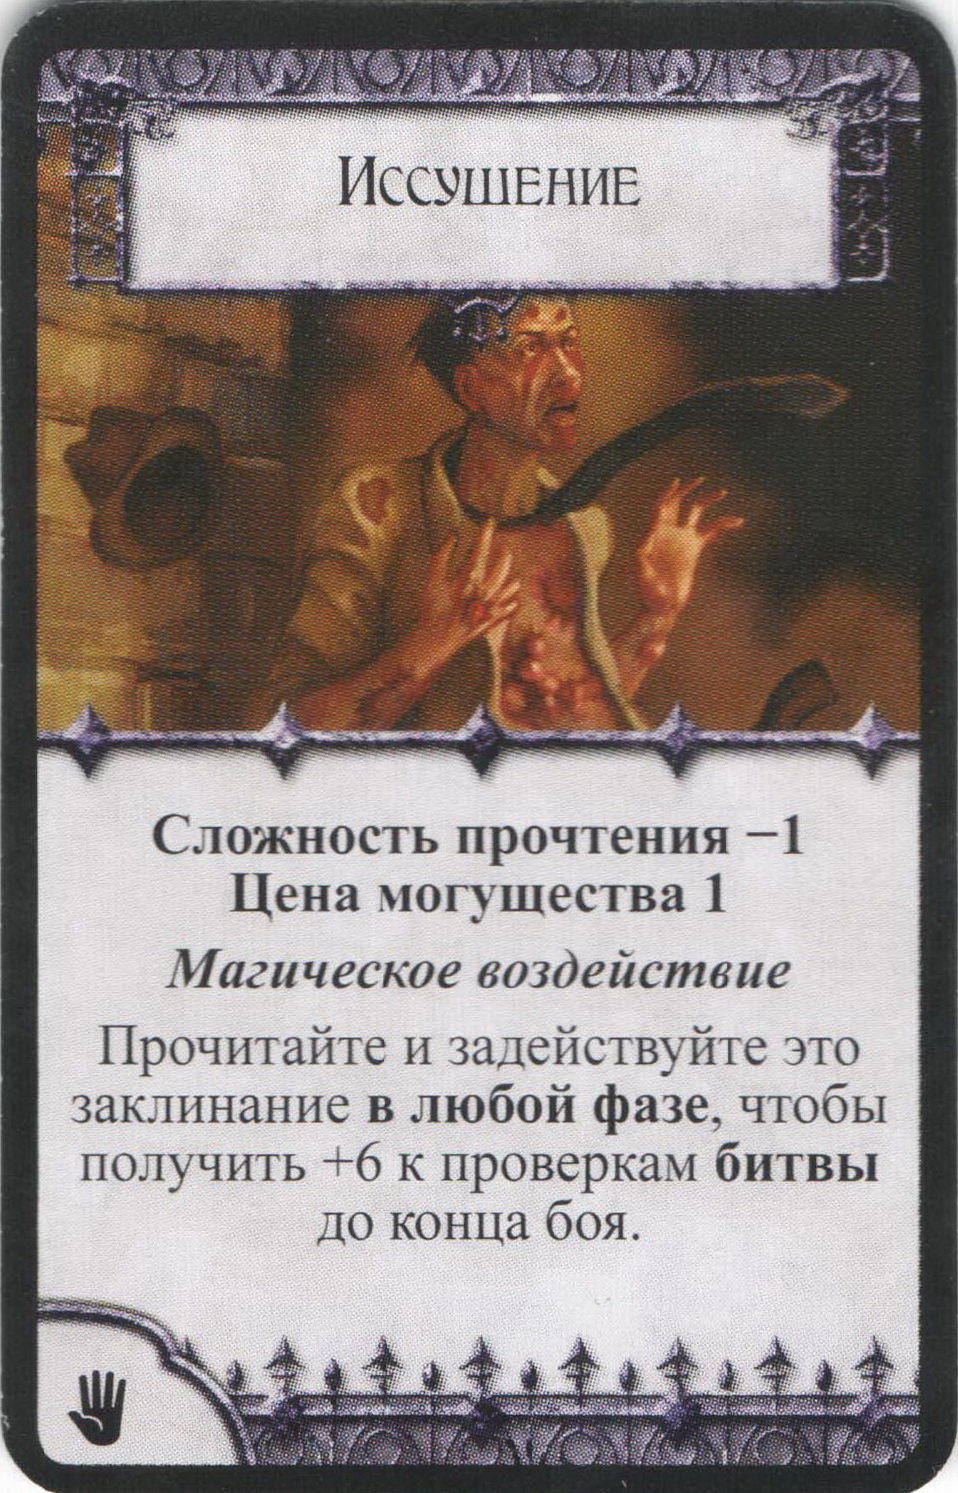 Иссушение
Сложность прочтения –1
Цена могущества 1
Магическое воздействие
Прочитайте и задействуйте это
заклинание в любой фазе, чтобы
получить +6 к проверкам битвы
до конца боя.